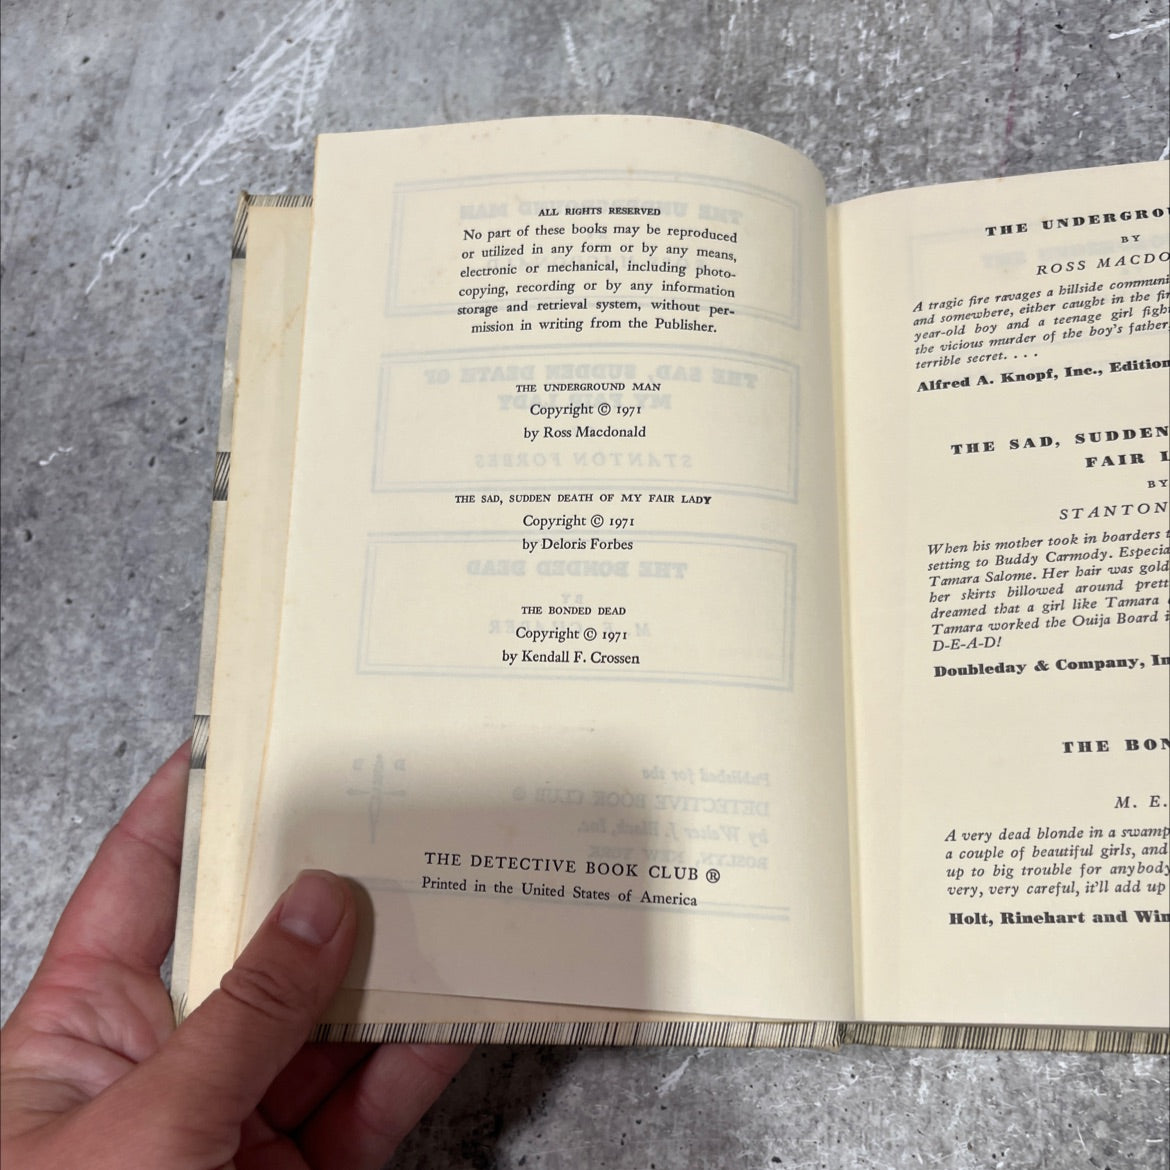 ALL RIGHTS RESERVED
No part of these books may be reproduced
or utilized in any form or by any means,
electronic or mechanical, including photo-
copying, recording or by any information
storage and retrieval system, without per-
mission in writing from the Publisher.
THE UNDERGROUND MAN
Copyright © 1971
by Ross Macdonald
THE SAD, SUDDEN DEATH OF MY FAIR LADY
Copyright © 1971
by Deloris Forbes
THE BONDED DEAD
Copyright © 1971
by Kendall F. Crossen
THE DETECTIVE BOOK CLUB ®
Printed in the United States of America
THE UNDERGRO
BY
ROSS MACDO
A tragic fire ravages a hillside communi
and somewhere, either caught in the fir
year-old boy and a teenage girl figh
the vicious murder of the boy's father,
terrible secret. . . .
Alfred A. Knopf, Inc., Edition
THE SAD, SUDDEN
FAIR L
BY
STANTON
When his mother took in boarders t
setting to Buddy Carmody. Especia
Tamara Salome. Her hair was gold
her skirts billowed around prett
dreamed that a girl like Tamara
Tamara worked the Ouija Board i
D-E-A-D!
Doubleday & Company, In
THE BON
M. E.
A very dead blonde in a swamp
a couple of beautiful girls, and
up to big trouble for anybody
very, very careful, it'll add up
Holt, Rinehart and Win